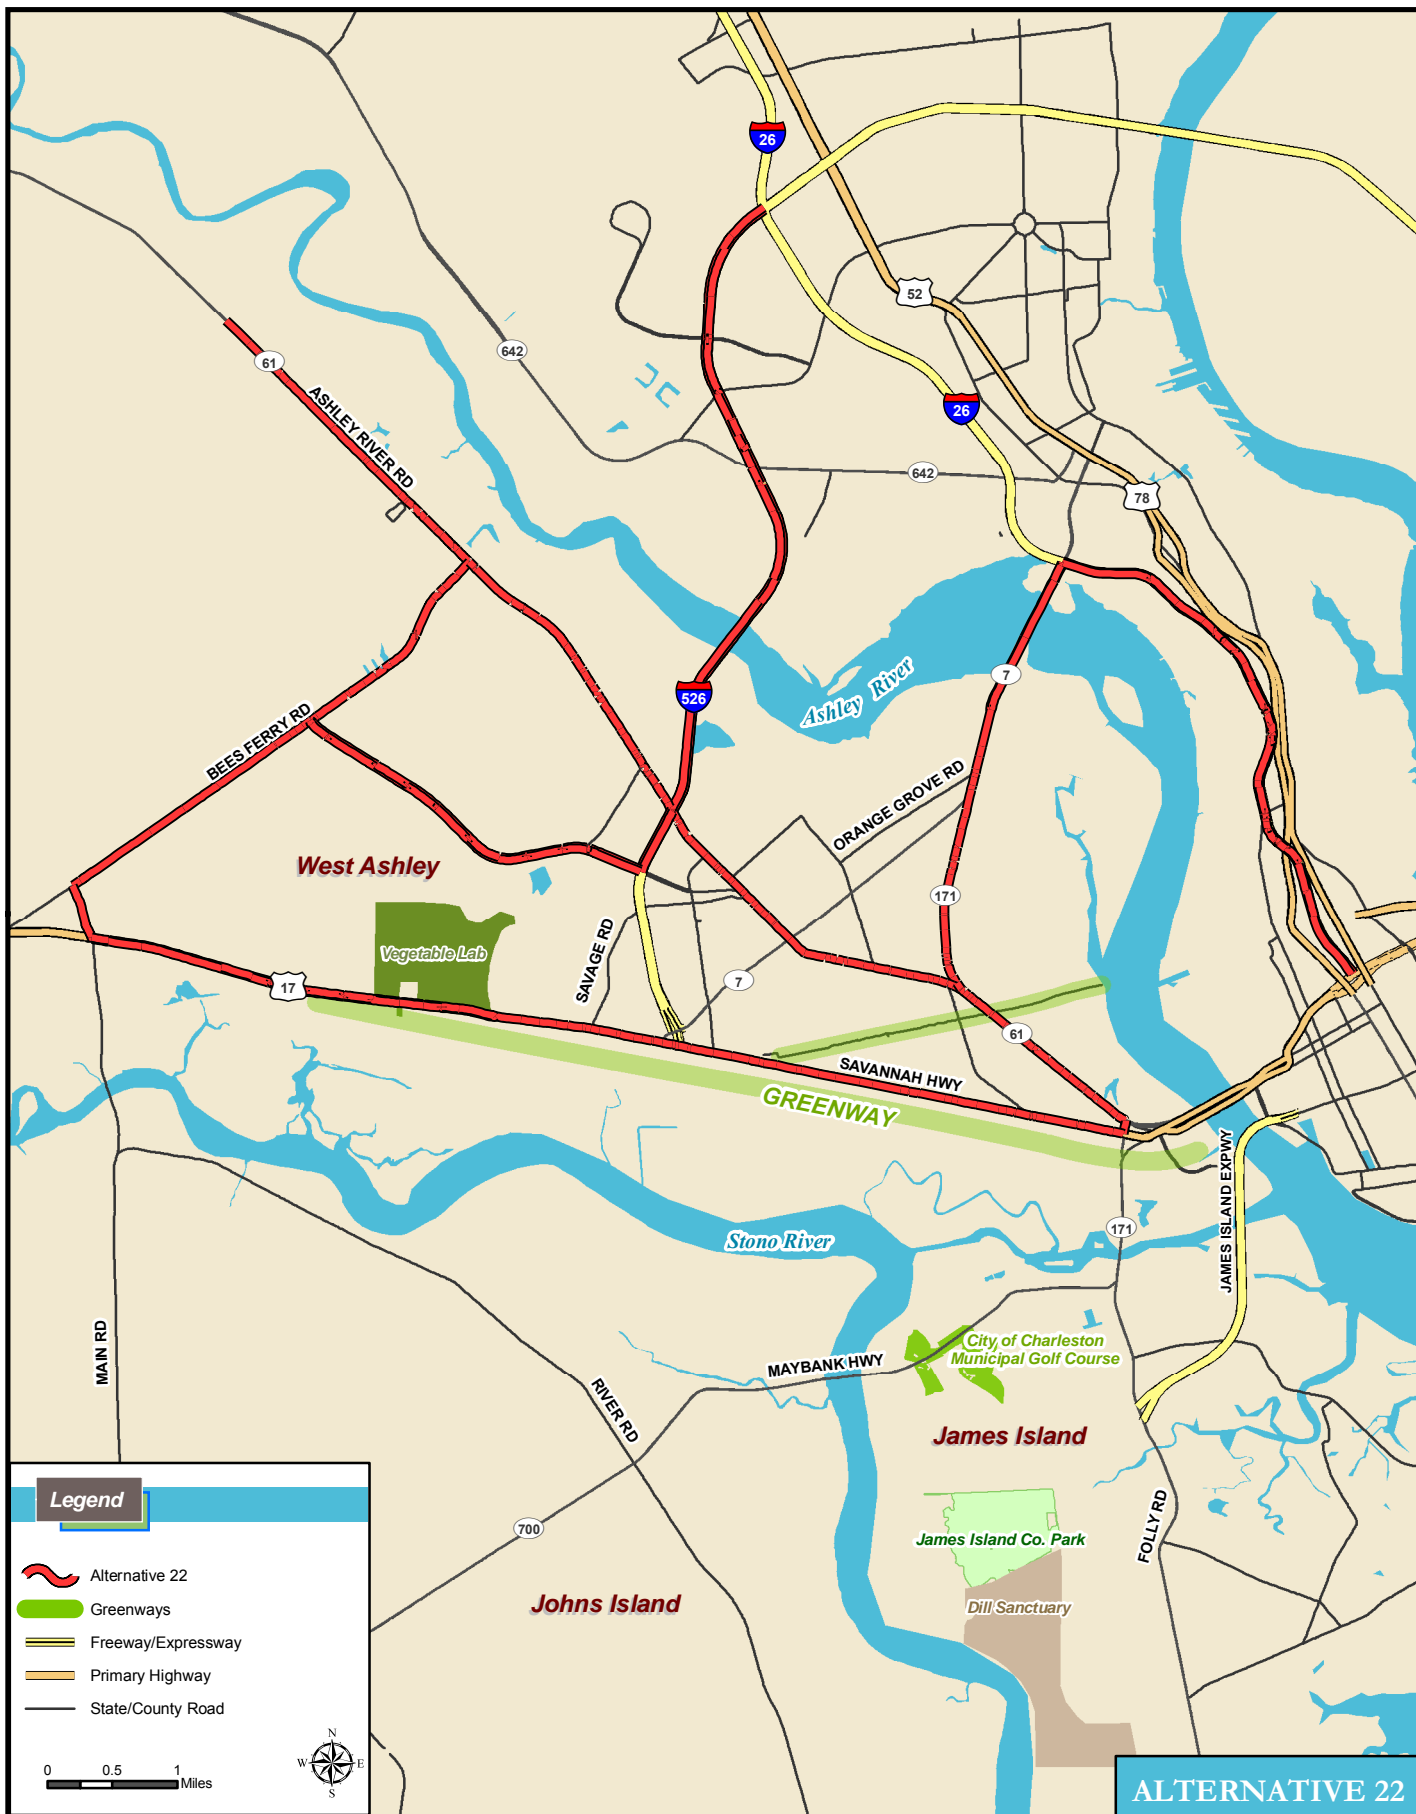 26
52
61
642
26
ASHLEY RIVER RD
642
78
7
526
Ashley River
BEES FERRY RD
ORANGE GROVE RD
West Ashley
171
SAVAGE RD
Vegetable Lab
7
17
61
SAVANNAH HWY
GREENWAY
JAMES ISLAND EXPWY
171
Stono River
MAIN RD
City of Charleston
Municipal Golf Course
MAYBANK HWY
RIVER RD
James Island
Legend
700
FOLLY RD
James Island Co. Park
Alternative 22
Greenways
Johns Island
Dill Sanctuary
Freeway/Expressway
Primary Highway
State/County Road
N
W E
S
0 0.5 1
Miles
ALTERNATIVE 22